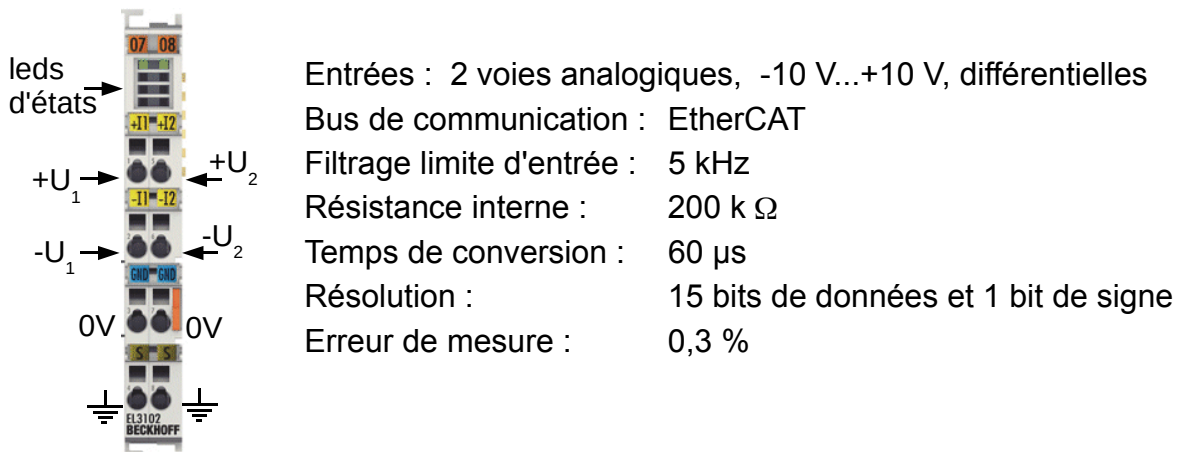 07 08
leds
d'états
+I1 +I2
+U1
+U2
-I1 -I2
-U1
-U2
GND GND
0V
0V
S S
EL3102
BECKHOFF
Entrées : 2 voies analogiques, -10 V...+10 V, différentielles
Bus de communication : EtherCAT
Filtrage limite d'entrée : 5 kHz
Résistance interne : 200 k Ω
Temps de conversion : 60 µs
Résolution : 15 bits de données et 1 bit de signe
Erreur de mesure : 0,3 %